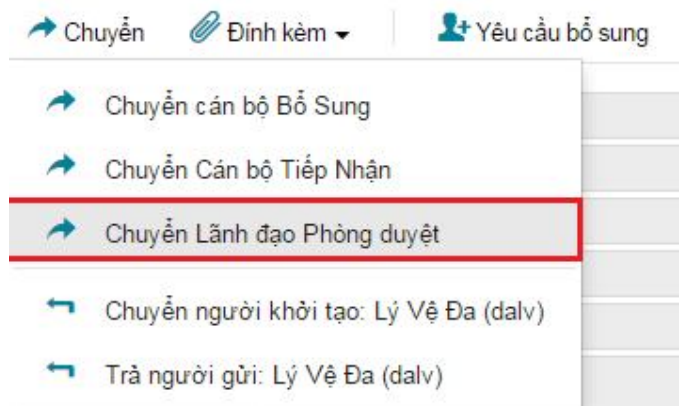 Chuyển Đính kèm Yêu cầu bổ sung
Chuyển cán bộ Bổ Sung
Chuyển Cán bộ Tiếp Nhận
Chuyển Lãnh đạo Phòng duyệt
Chuyển người khởi tạo: Lý Vệ Đa (dalv)
Trả người gửi: Lý Vệ Đa (dalv)